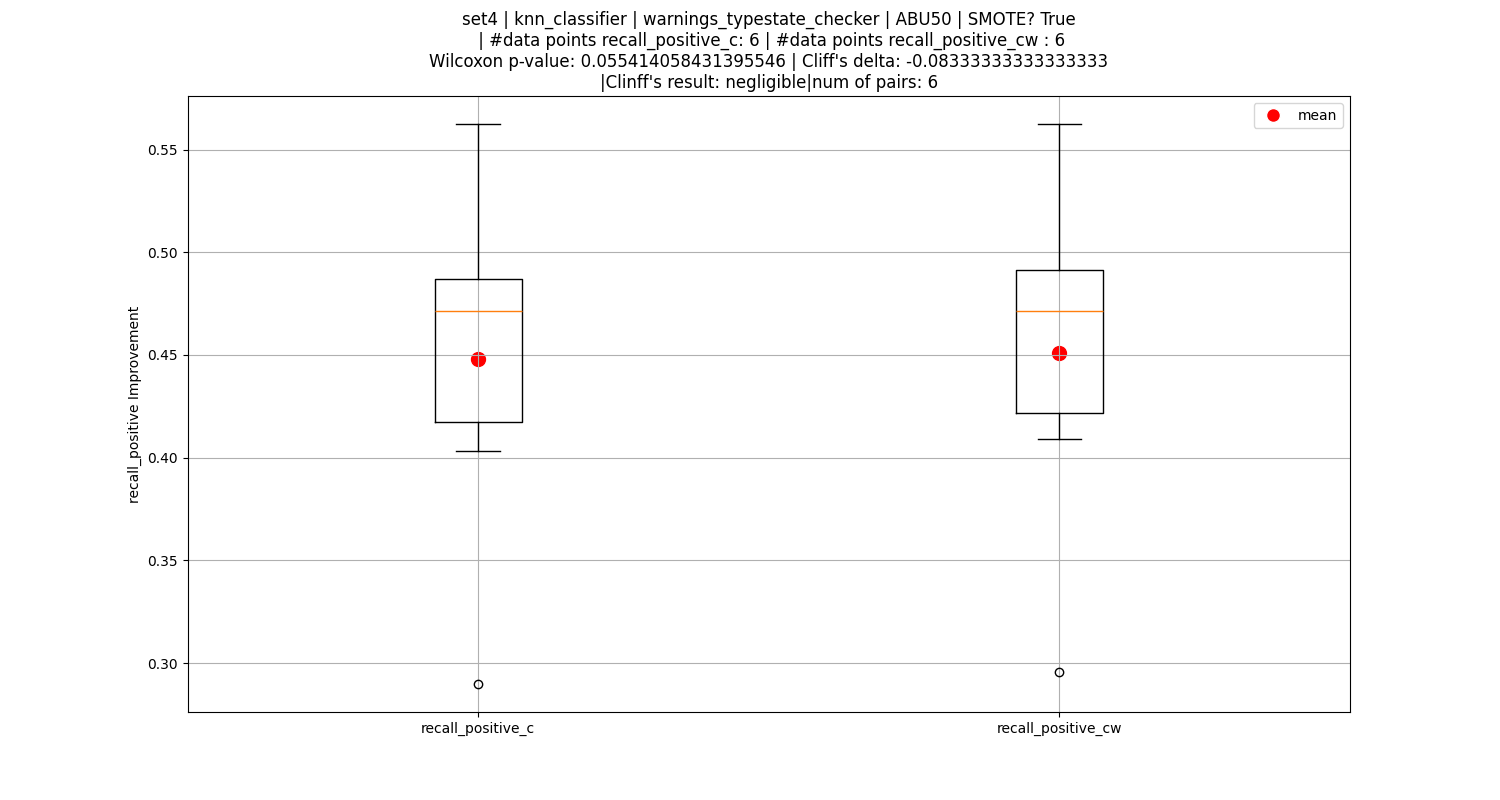 set4 | knn_classifier | warnings_typestate_checker | ABU50 | SMOTE? True
| #data points recall_positive_c: 6 | #data points recall_positive_cw : 6
Wilcoxon p-value: 0.055414058431395546 | Cliff's delta: -0.08333333333333333
|Clinff's result: negligible|num of pairs: 6
mean
0.55
0.50
0.45
0.40
0.35
0.30
recall_positive Improvement
recall_positive_c
recall_positive_cw